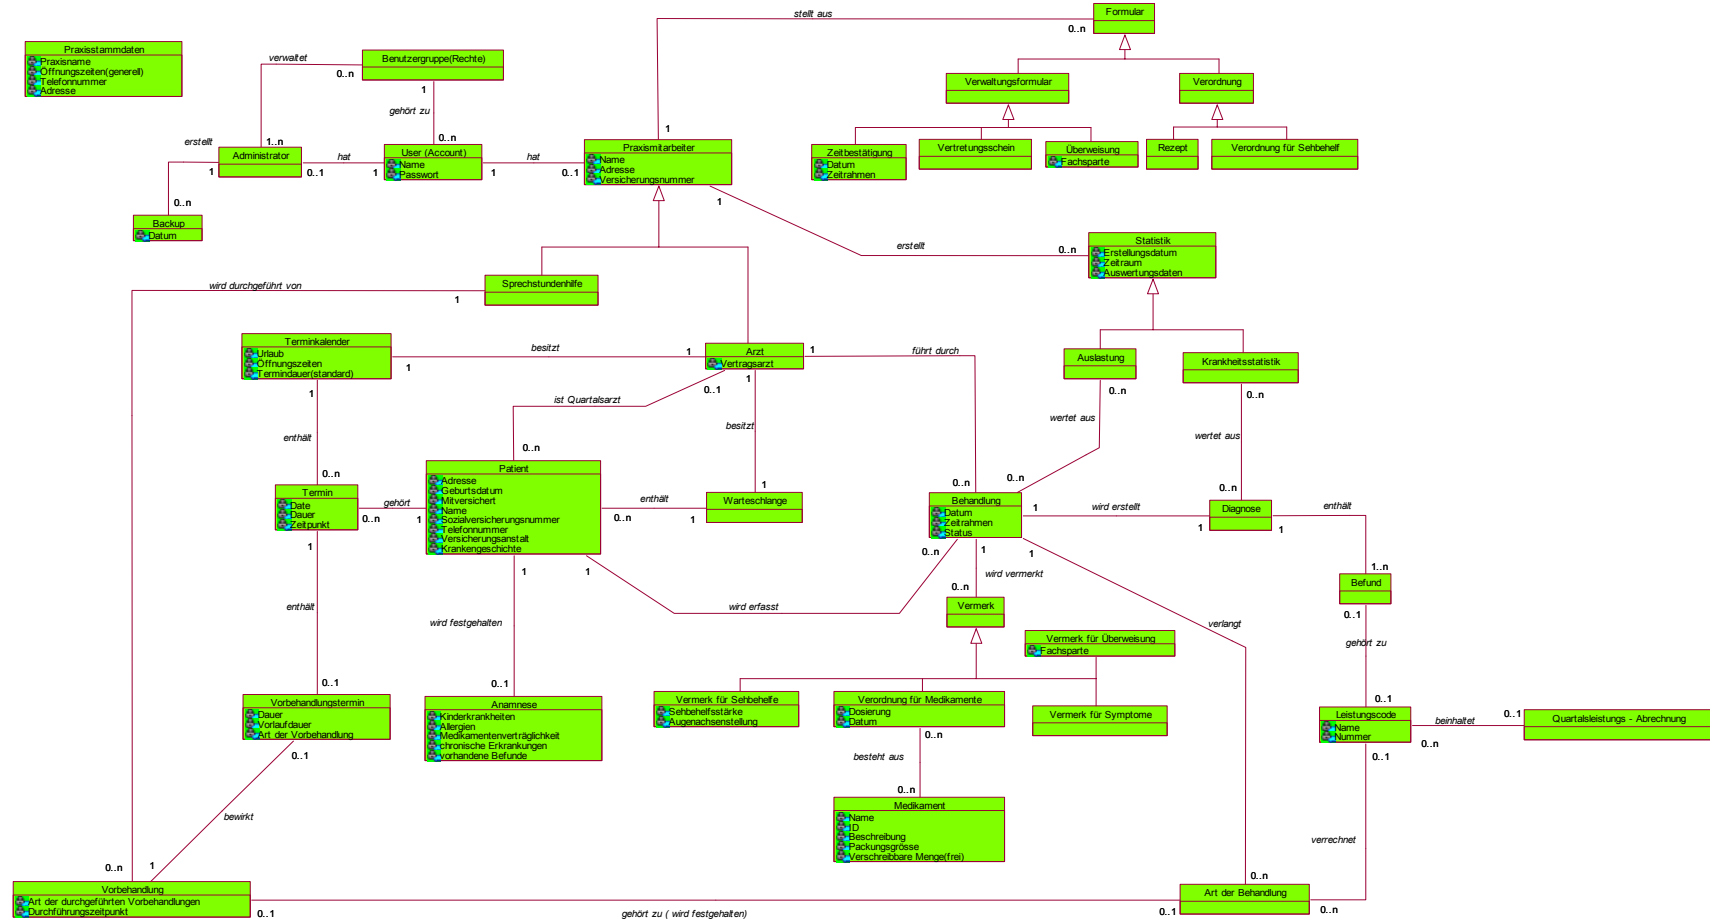 stellt aus
Formular
0..n
Praxisstammdaten
Praxisname
Öffnungszeiten(generell)
Telefonnummer
Adresse
verwaltet
0..n
Benutzergruppe(Rechte)
1
gehört zu
0..n
Verwaltungsformular
Verordnung
1
erstellt
1..n
Administrator
1
0..1
hat
1
User (Account)
Name
Passwort
1
hat
0..1
Praxismitarbeiter
Name
Adresse
Versicherungsnummer
1
Zeitbestätigung
Datum
Zeitrahmen
Vertretungsschein
Überweisung
Fachsparte
Rezept
Verordnung für Sehbehelf
0..n
Backup
Datum
erstellt
0..n
Statistik
Erstellungsdatum
Zeitraum
Auswertungsdaten
wird durchgeführt von
1
Sprechstundenhilfe
Terminkalender
Urlaub
Öffnungszeiten
Termindauer(standard)
1
besitzt
1
Arzt
Vertragsarzt
1
führt durch
Auslastung
Krankheitsstatistik
1
ist Quartalsarzt
0..1
1
0..n
0..n
besitzt
wertet aus
wertet aus
enthält
0..n
0..n
Patient
Adresse
Geburtsdatum
Mitversichert
Name
Sozialversicherungsnummer
Telefonnummer
Versicherungsanstalt
Krankengeschichte
Termin
Date
Dauer
Zeitpunkt
gehört
0..n
1
enthält
0..n
1
1
Warteschlange
0..n
0..n
Behandlung
Datum
Zeitrahmen
Status
1
wird erstellt
1
0..n
Diagnose
1
enthält
1
0..n
1
1
1
1
wird vermerkt
1..n
Befund
0..1
enthält
wird festgehalten
wird erfasst
0..n
Vermerk
verlangt
gehört zu
Vermerk für Überweisung
Fachsparte
0..1
0..1
0..1
Vorbehandlungstermin
Dauer
Vorlaufdauer
Art der Vorbehandlung
0..1
Anamnese
Kinderkrankheiten
Allergien
Medikamentenverträglichkeit
chronische Erkrankungen
vorhandene Befunde
Vermerk für Sehbehelfe
Sehbehelfsstärke
Augenachsenstellung
Verordnung für Medikamente
Dosierung
Datum
Vermerk für Symptome
Leistungscode
Name
Nummer
beinhaltet
0..n
0..1
Quartalsleistungs - Abrechnung
0..n
besteht aus
0..n
0..1
Medikament
Name
ID
Beschreibung
Packungsgrösse
Verschreibbare Menge(frei)
bewirkt
verrechnet
0..n
1
0..n
Vorbehandlung
Art der durchgeführten Vorbehandlungen
Durchführungszeitpunkt
0..1
gehört zu ( wird festgehalten)
0..1
Art der Behandlung
0..n